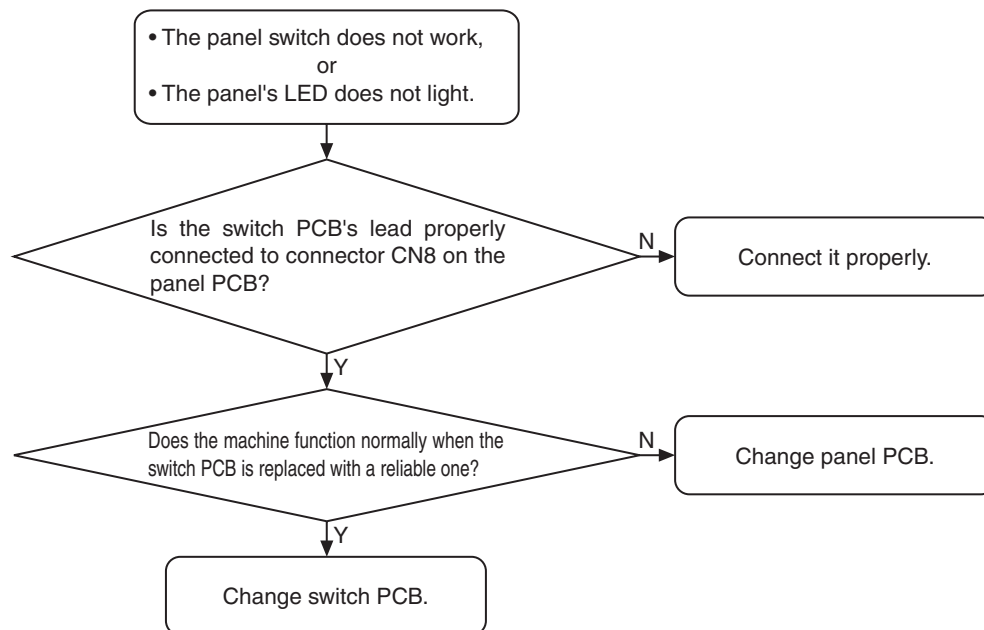 • The panel switch does not work,
or
• The panel's LED does not light.
Is the switch PCB's lead properly
connected to connector CN8 on the
panel PCB?
N
Connect it properly.
Y
Does the machine function normally when the
switch PCB is replaced with a reliable one?
N
Change panel PCB.
Y
Change switch PCB.